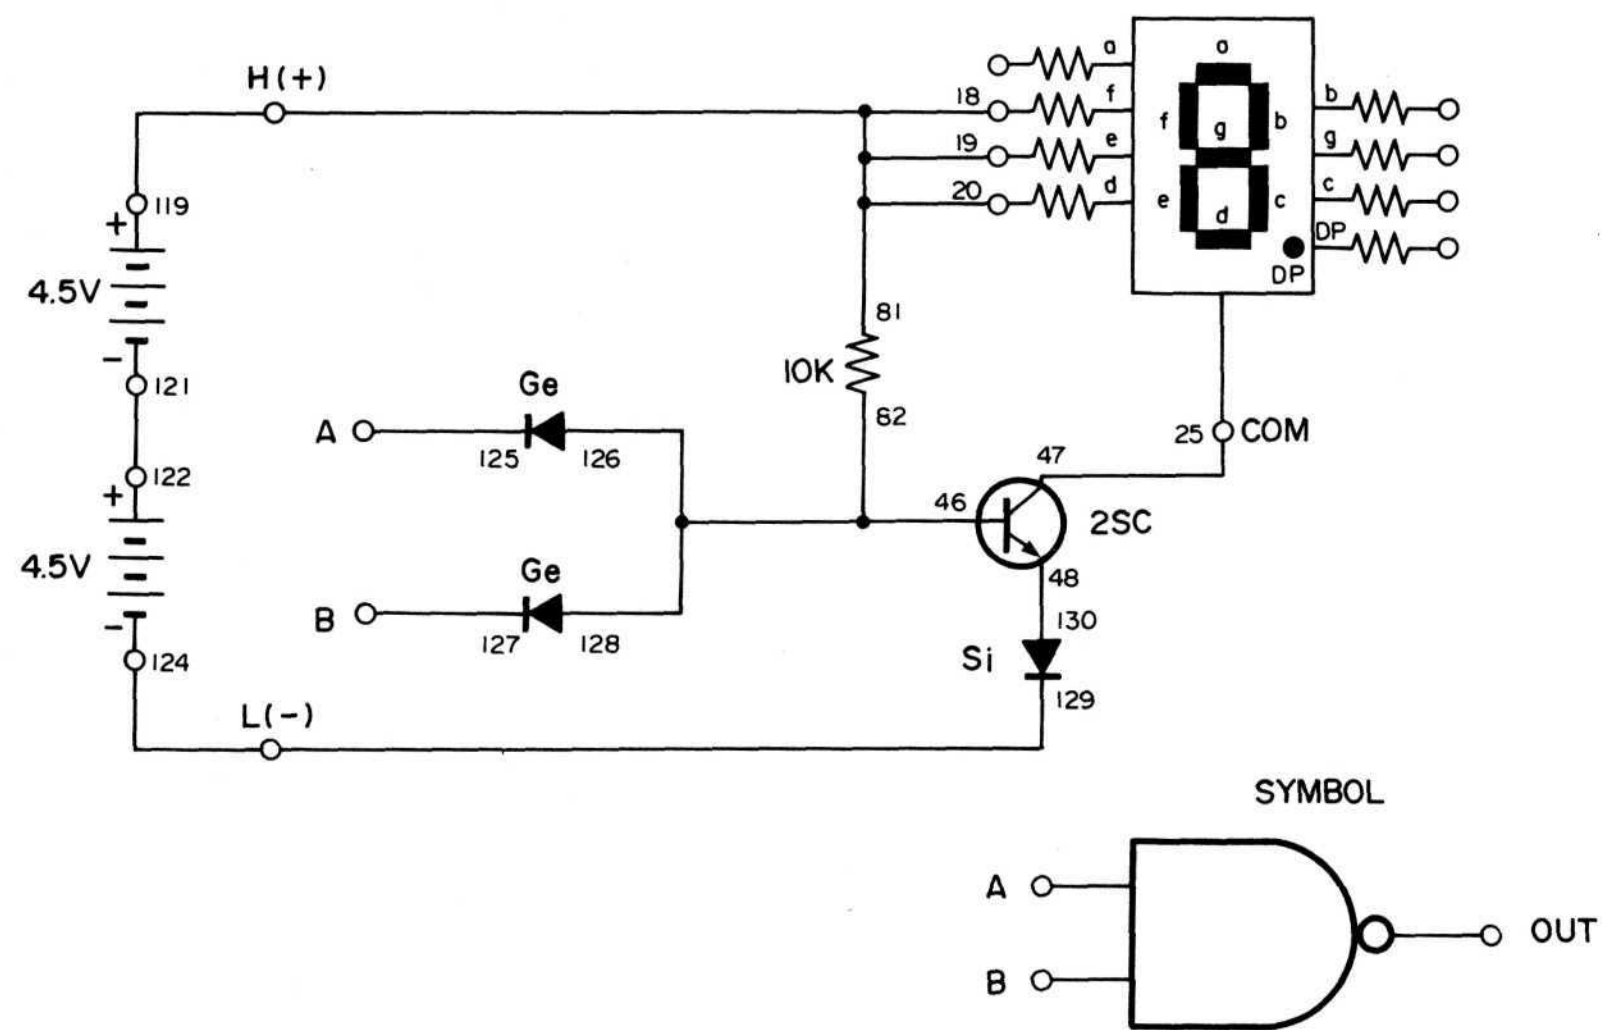 H(+)
119
+
4.5V
−
121
122
+
4.5V
−
124
L(−)
A
Ge
125
126
B
Ge
127
128
10K
81
82
18
19
20
a
f
e
d
a
f
g
b
e
d
c
DP
b
g
c
DP
25
COM
46
47
2SC
48
130
Si
129
SYMBOL
A
B
OUT